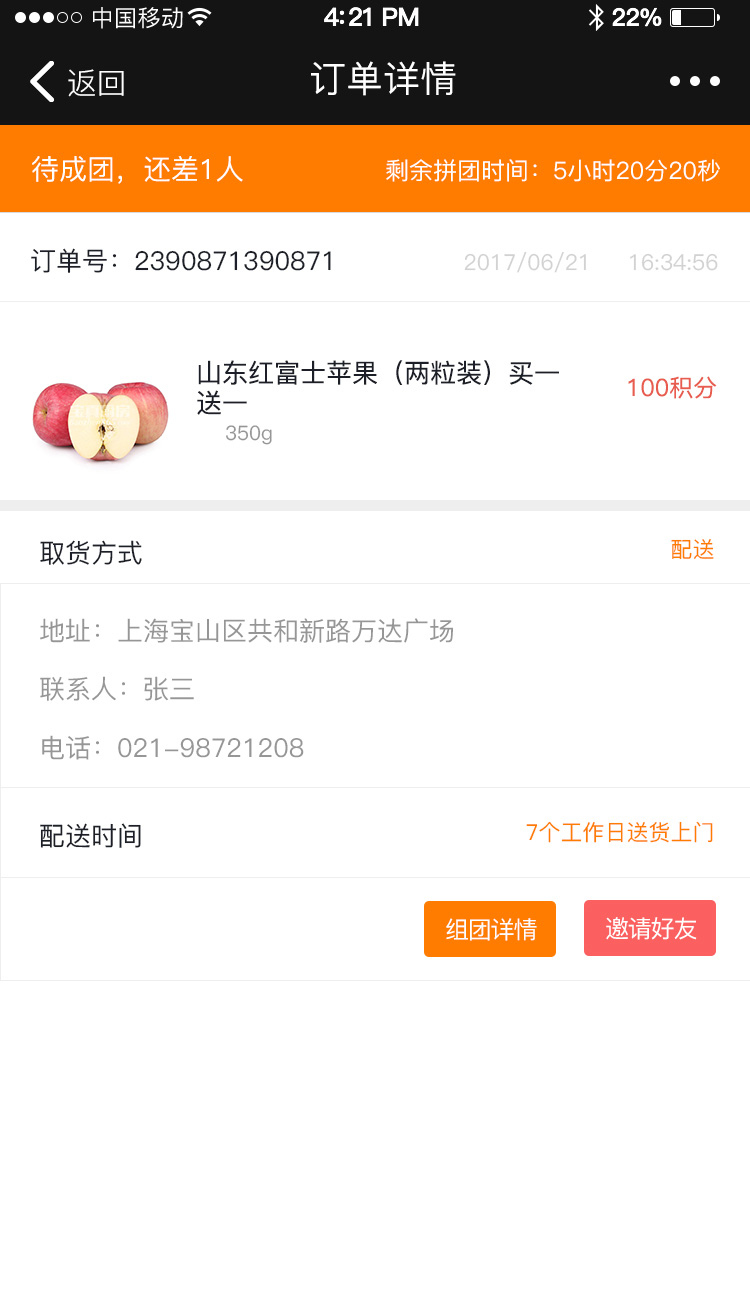 中国移动 4:21 PM 22%
返回 订单详情
待成团，还差1人 剩余拼团时间：5小时20分20秒
订单号：2390871390871 2017/06/21 16:34:56
山东红富士苹果（两粒装）买一 100积分
送一
350g
取货方式 配送
地址：上海宝山区共和新路万达广场
联系人：张三
电话：021-98721208
配送时间 7个工作日送货上门
组团详情 邀请好友